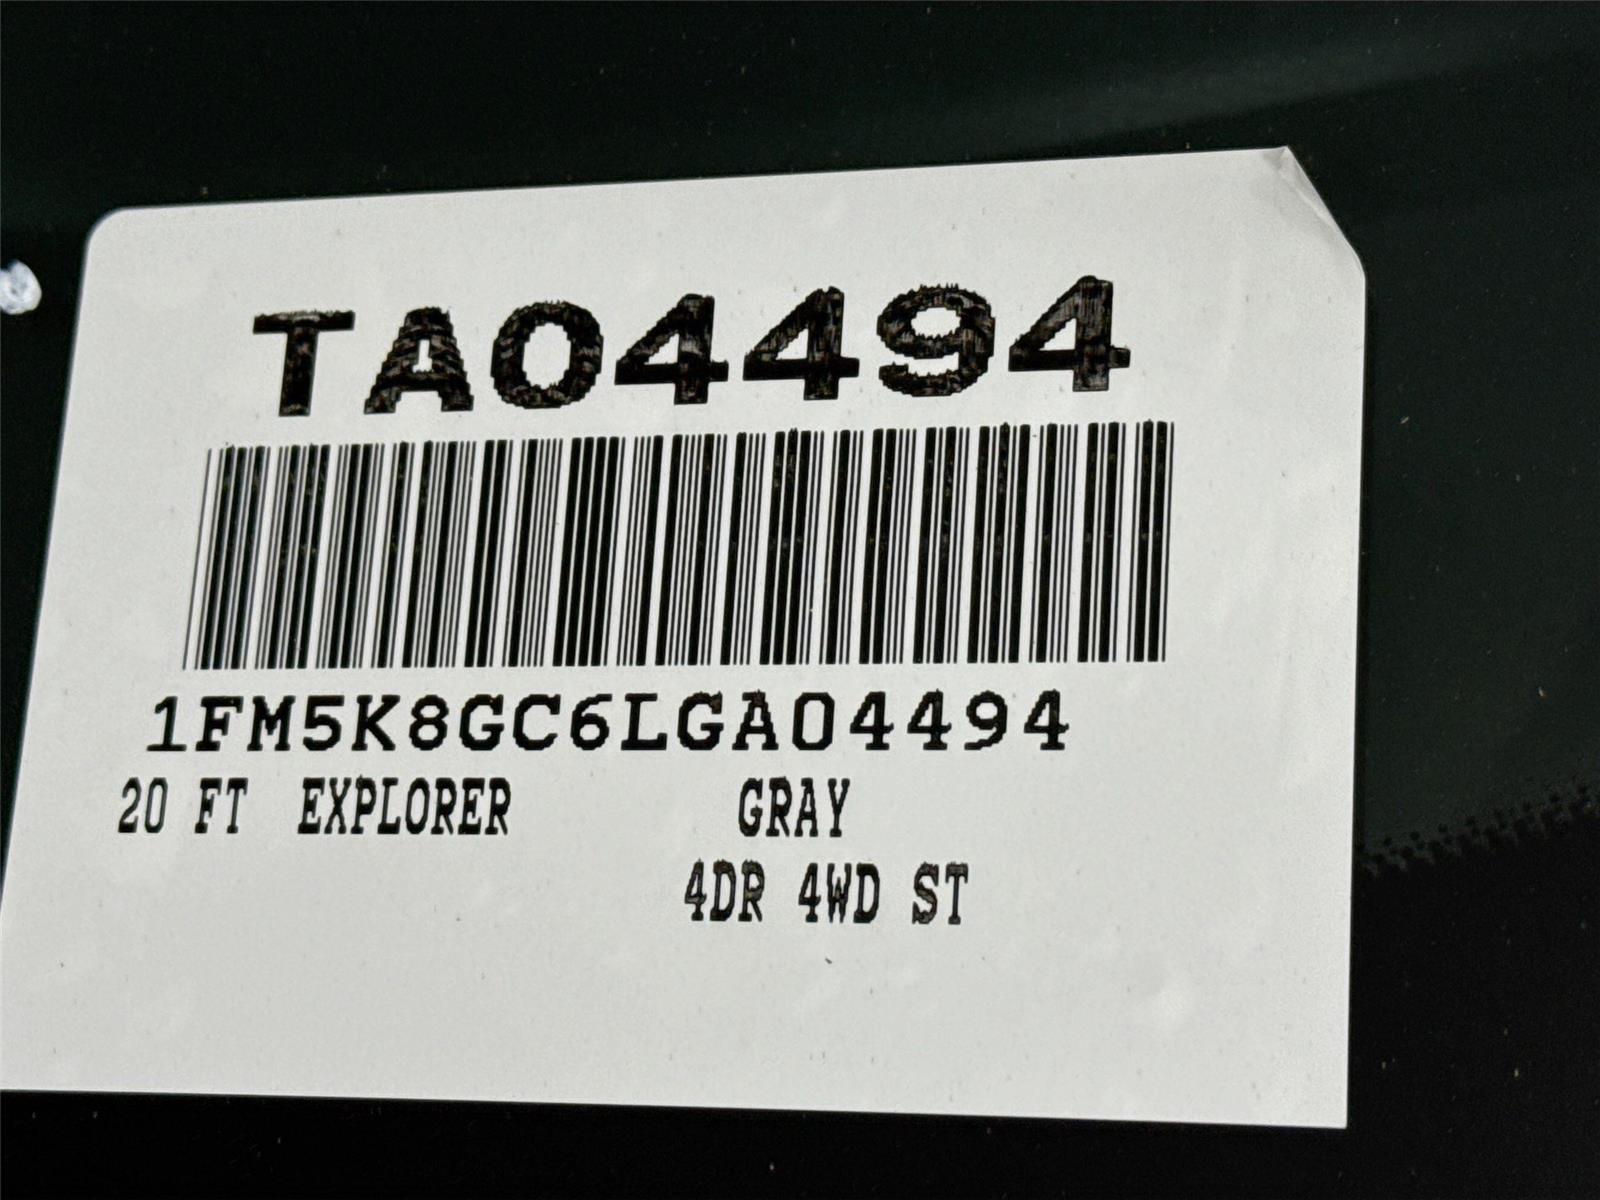 TA04494
1FM5K8GC6LGA04494
20 FT EXPLORER GRAY
4DR 4WD ST